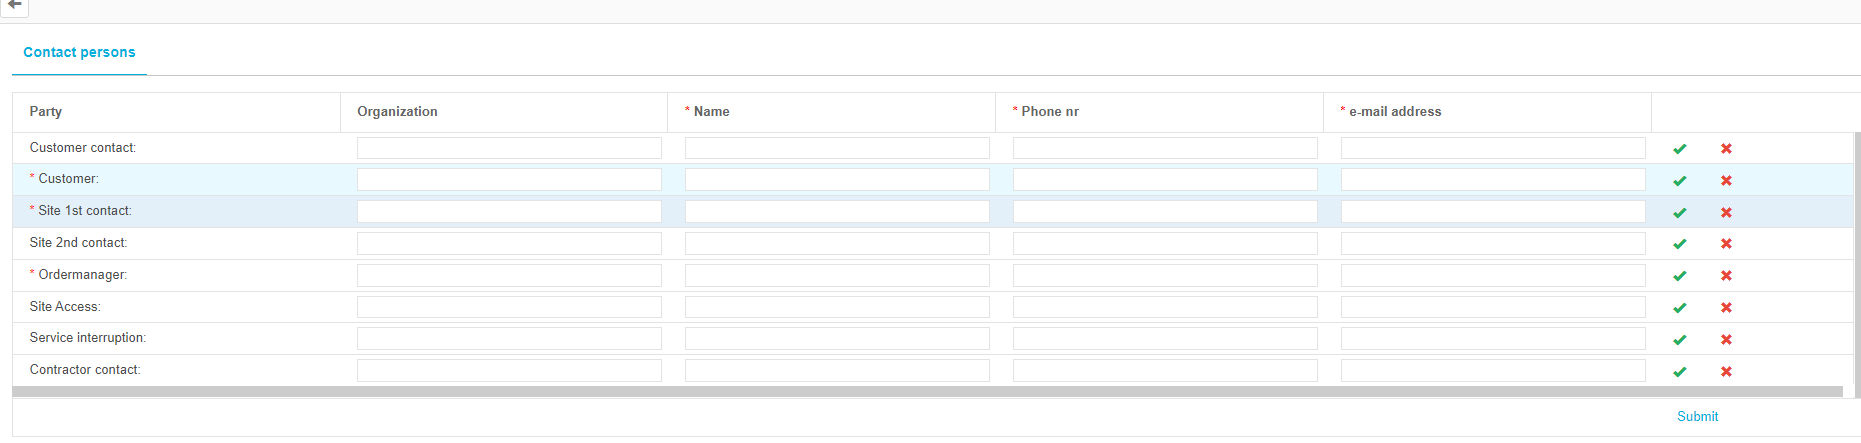 Contact persons
Party Organization * Name * Phone nr * e-mail address
Customer contact:
* Customer:
* Site 1st contact:
Site 2nd contact:
* Ordermanager:
Site Access:
Service interruption:
Contractor contact:
Submit